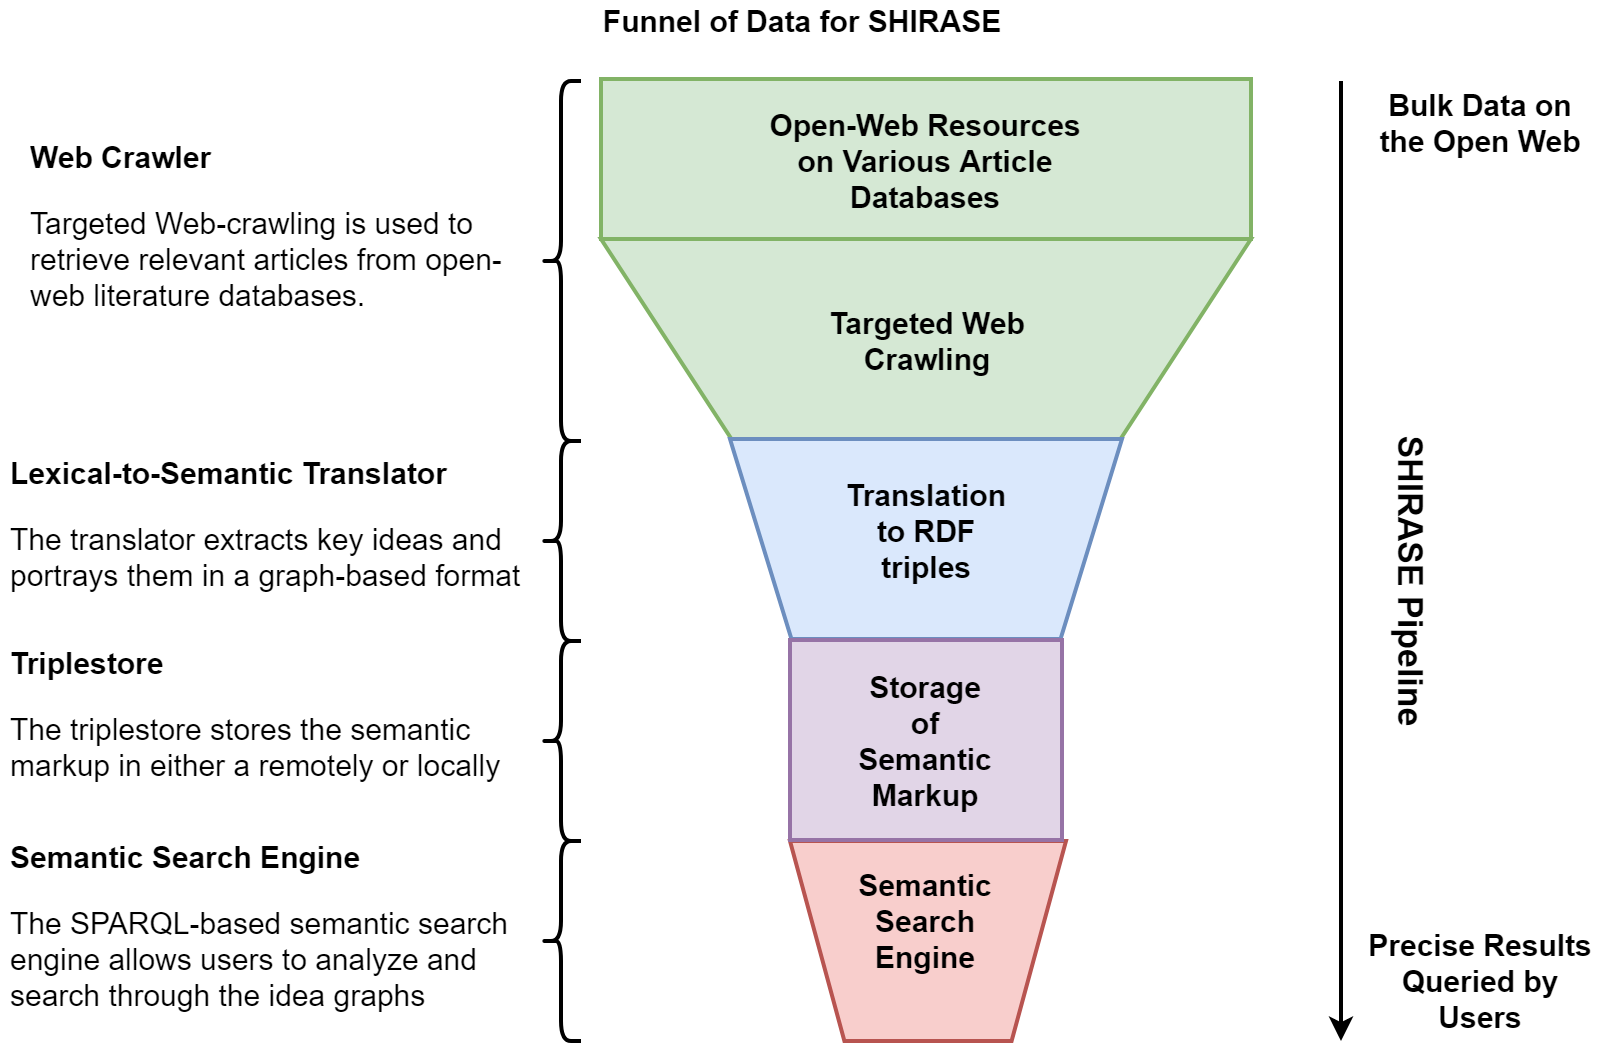 Funnel of Data for SHIRASE
Web Crawler
Targeted Web-crawling is used to
retrieve relevant articles from open-
web literature databases.
Lexical-to-Semantic Translator
The translator extracts key ideas and
portrays them in a graph-based format
Triplestore
The triplestore stores the semantic
markup in either a remotely or locally
Semantic Search Engine
The SPARQL-based semantic search
engine allows users to analyze and
search through the idea graphs
Open-Web Resources
on Various Article
Databases
Targeted Web
Crawling
Translation
to RDF
triples
Storage
of
Semantic
Markup
Semantic
Search
Engine
Bulk Data on
the Open Web
SHIRASE Pipeline
Precise Results
Queried by
Users